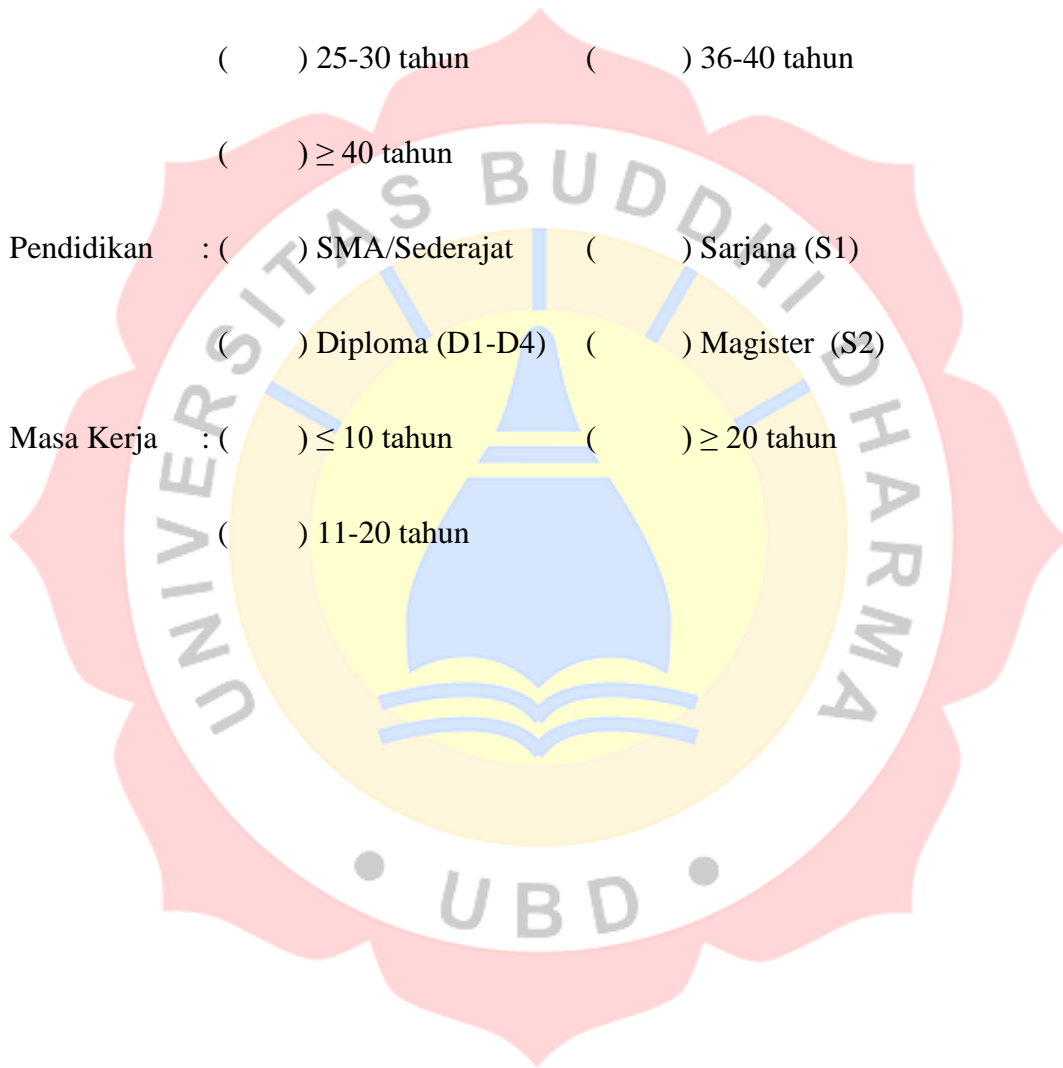 (        ) 25-30 tahun (        ) 36-40 tahun
(        ) ≥ 40 tahun
Pendidikan : (        ) SMA/Sederajat (        ) Sarjana (S1)
(        ) Diploma (D1-D4) (        ) Magister (S2)
Masa Kerja : (        ) ≤ 10 tahun (        ) ≥ 20 tahun
(        ) 11-20 tahun
UNIVERSITAS BUDDHI DHARMA
• UBD •